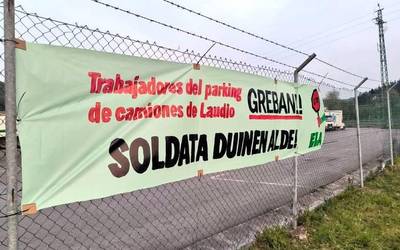 Trabajadores del parking
de camiones de Laudio
GREBAN!!
SOLDATA DUINEN ALDE!
ELA